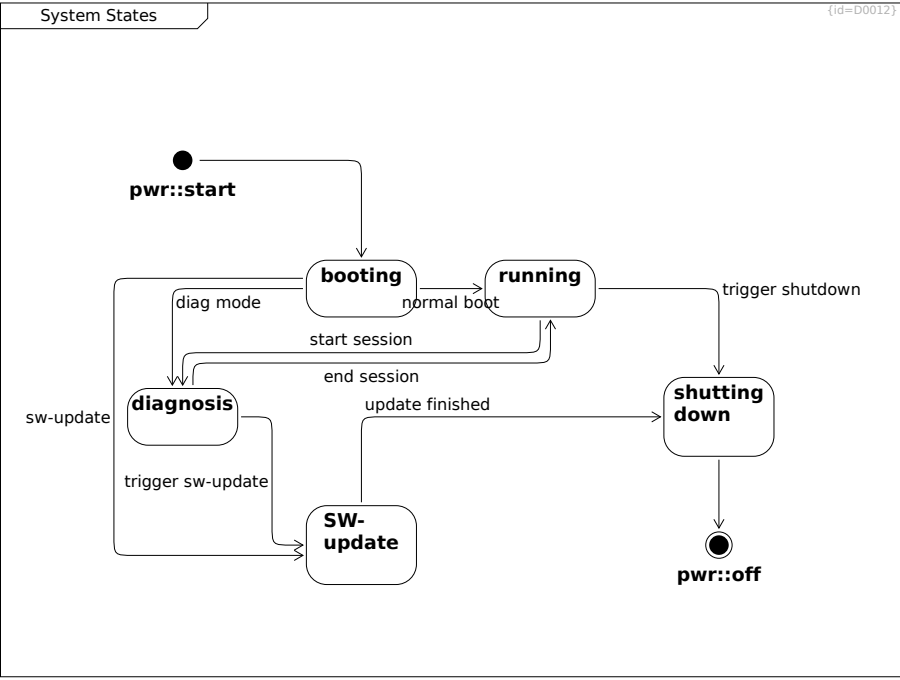 System States
{id=D0012}
pwr::start
booting
running
diag mode
normal boot
trigger shutdown
start session
end session
diagnosis
shutting
down
update finished
sw-update
trigger sw-update
SW-
update
pwr::off